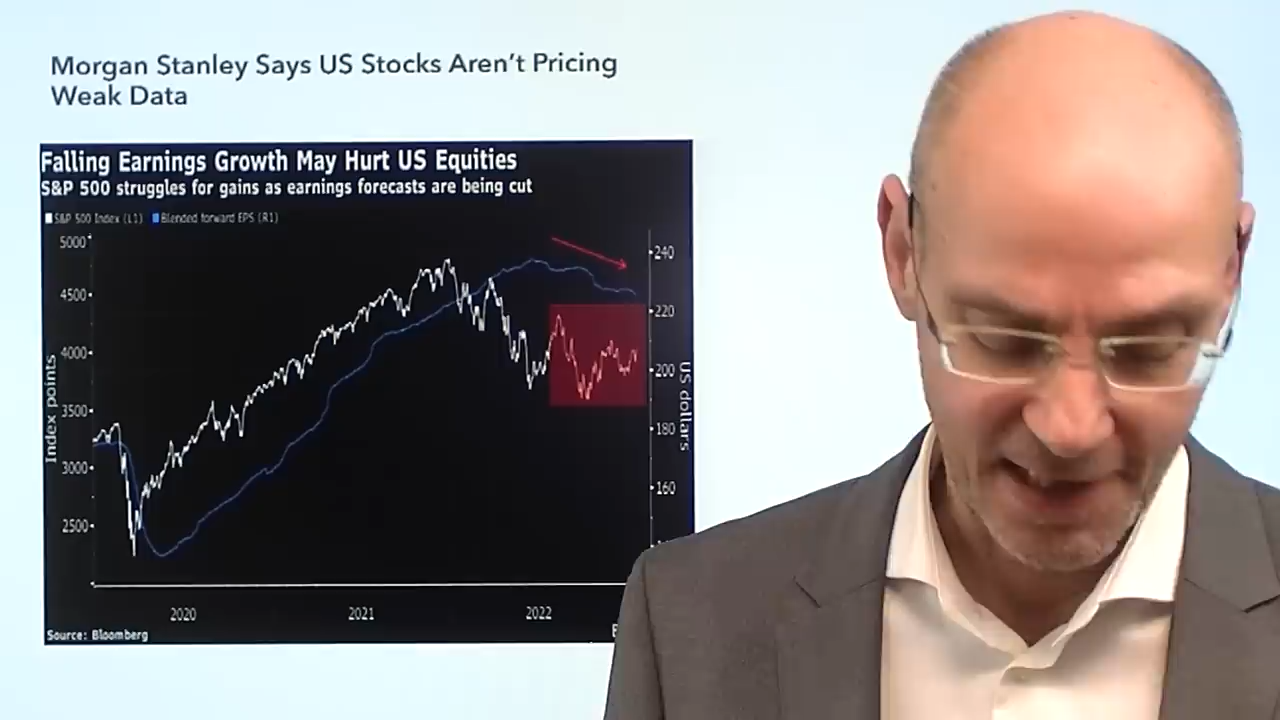 Morgan Stanley Says US Stocks Aren't Pricing
Weak Data
Falling Earnings Growth May Hurt US Equities
S&P 500 struggles for gains as earnings forecasts are being cut
S&P 500 Index (L1) Blended forward EPS (R1)
5000
4500
4000
3500
3000
2500
Index points
240
220
200
180
160
US dollars
2020 2021 2022
Source: Bloomberg